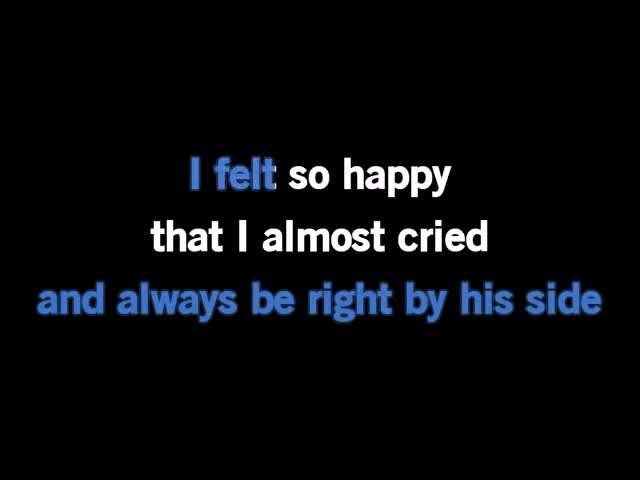 I felt so happy
that I almost cried
and always be right by his side